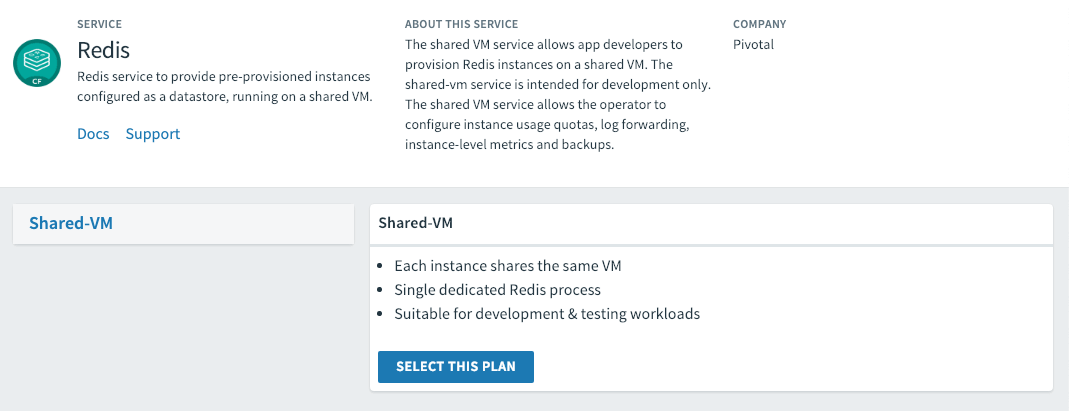 SERVICE
Redis
Redis service to provide pre-provisioned instances
configured as a datastore, running on a shared VM.
Docs Support
CF
ABOUT THIS SERVICE
The shared VM service allows app developers to
provision Redis instances on a shared VM. The
shared-vm service is intended for development only.
The shared VM service allows the operator to
configure instance usage quotas, log forwarding,
instance-level metrics and backups.
COMPANY
Pivotal
Shared-VM
Shared-VM
Each instance shares the same VM
Single dedicated Redis process
Suitable for development & testing workloads
SELECT THIS PLAN